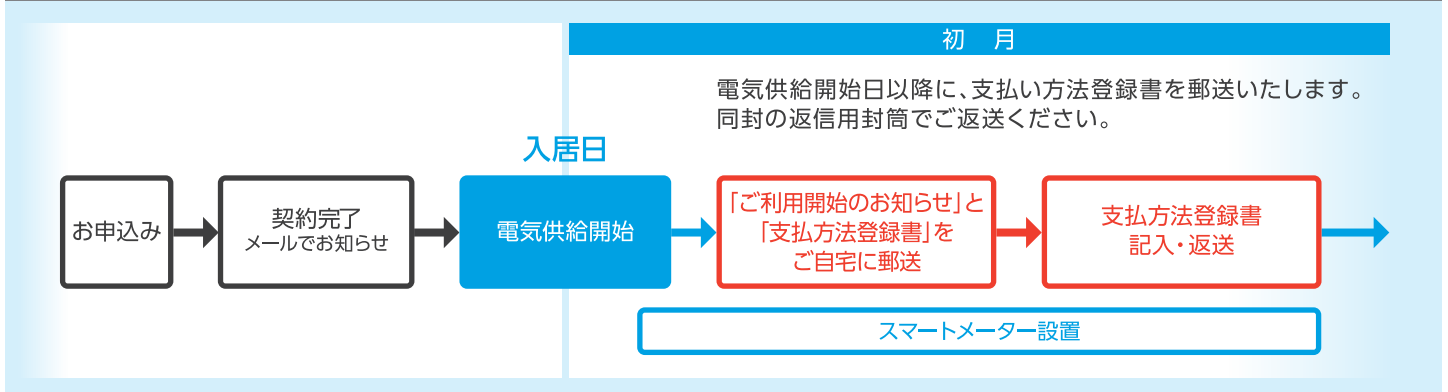 初　月
電気供給開始日以降に、支払い方法登録書を郵送いたします。
同封の返信用封筒でご返送ください。
入居日
お申込み
契約完了
メールでお知らせ
電気供給開始
「ご利用開始のお知らせ」と
「支払方法登録書」を
ご自宅に郵送
支払方法登録書
記入・返送
スマートメーター設置